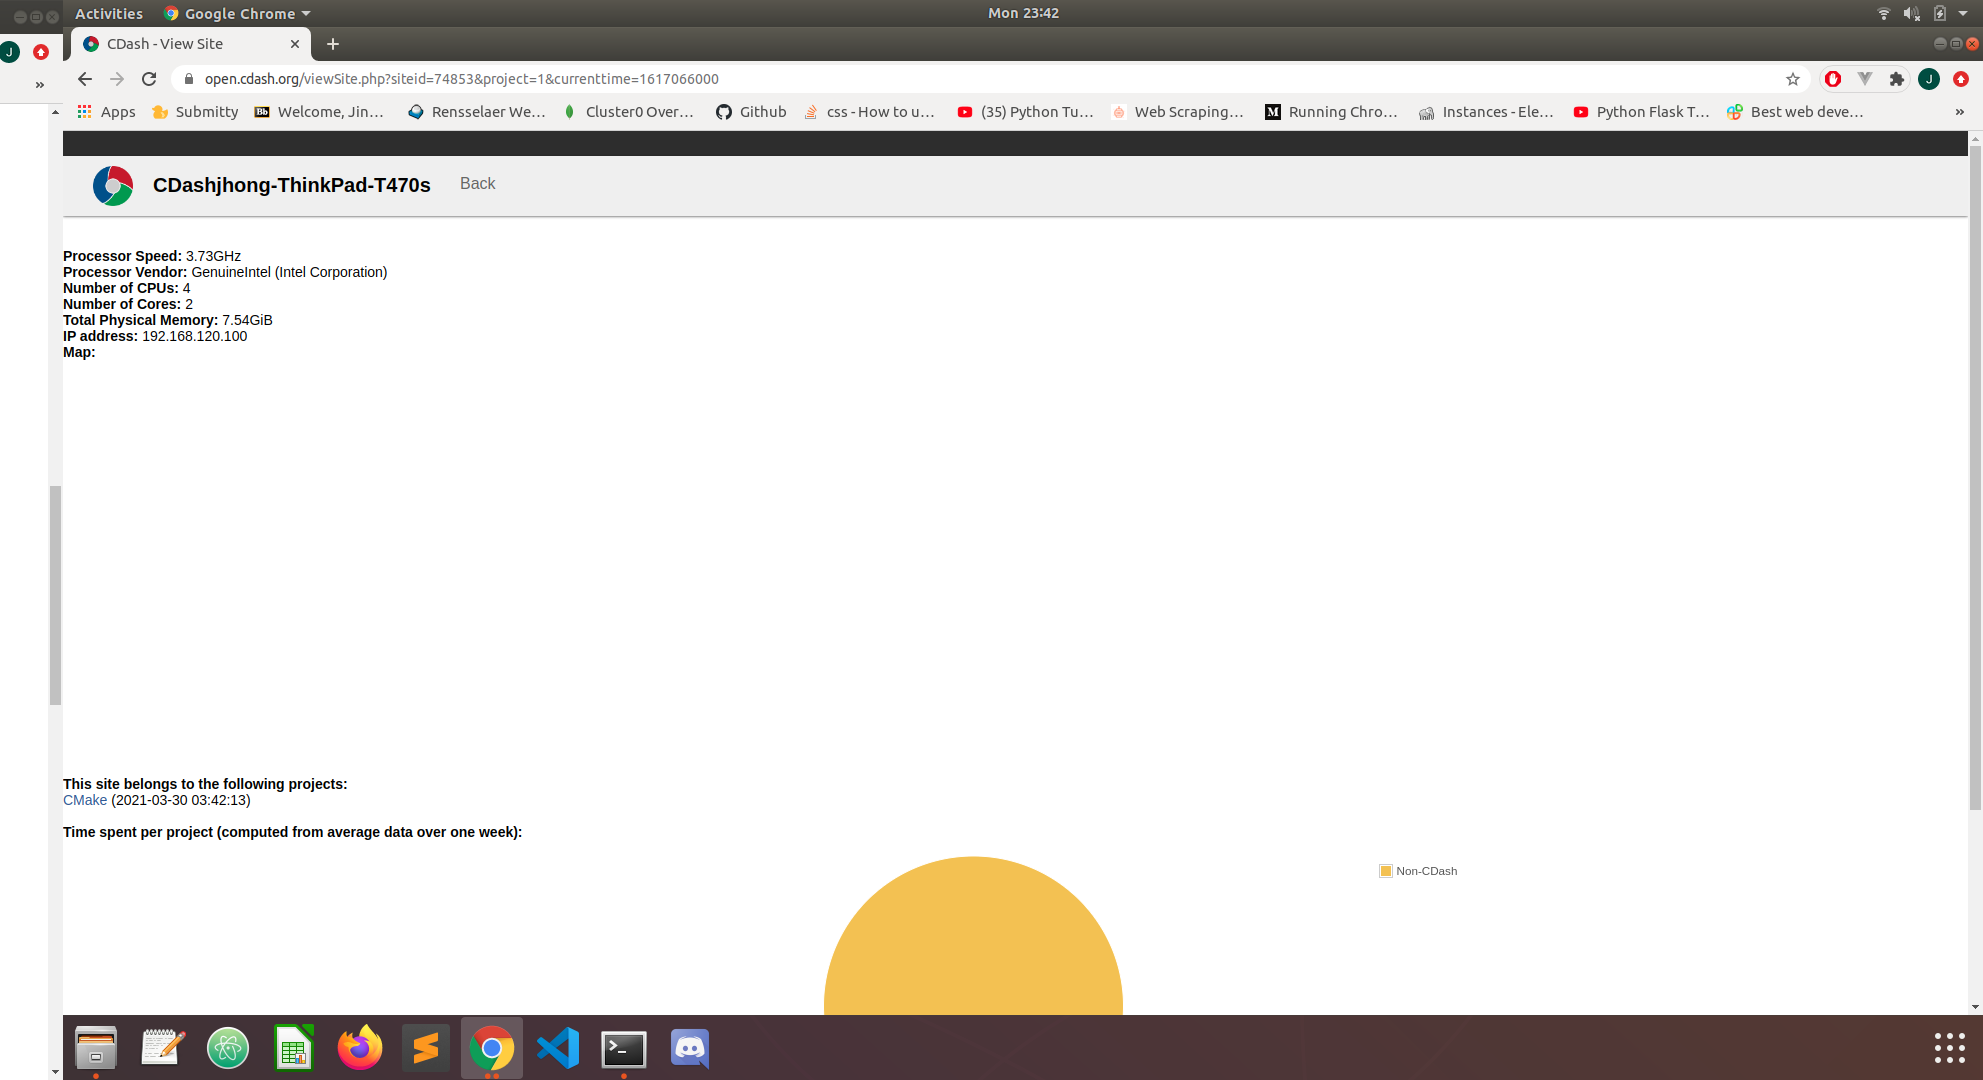 Activities
Google Chrome
Mon 23:42
CDash - View Site
J
»
open.cdash.org/viewSite.php?siteid=74853&project=1&currenttime=1617066000
J
Apps
Submitty
Bb
Welcome, Jin...
Rensselaer We...
Cluster0 Over...
Github
css - How to u...
(35) Python Tu...
Web Scraping...
M
Running Chro...
Instances - Ele...
Python Flask T...
Best web deve...
»
CDashjhong-ThinkPad-T470s
Back
Processor Speed: 3.73GHz
Processor Vendor: GenuineIntel (Intel Corporation)
Number of CPUs: 4
Number of Cores: 2
Total Physical Memory: 7.54GiB
IP address: 192.168.120.100
Map:
This site belongs to the following projects:
CMake (2021-03-30 03:42:13)
Time spent per project (computed from average data over one week):
Non-CDash